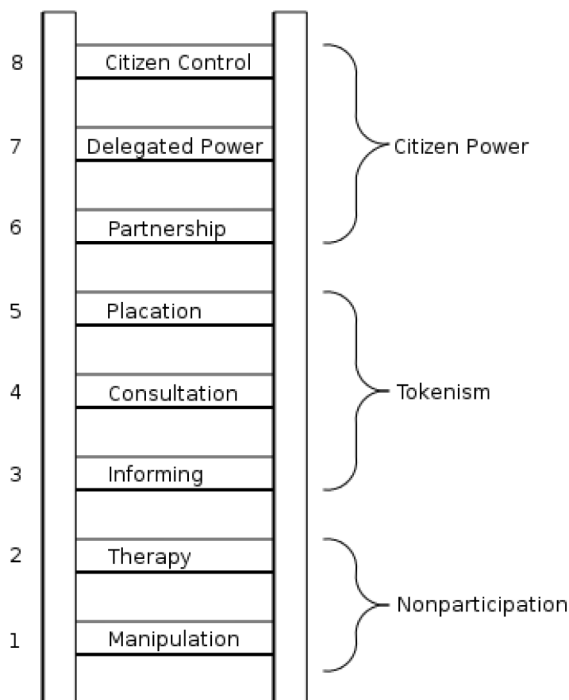 8 Citizen Control
7 Delegated Power
Citizen Power
6 Partnership
5 Placation
4 Consultation
Tokenism
3 Informing
2 Therapy
Nonparticipation
1 Manipulation